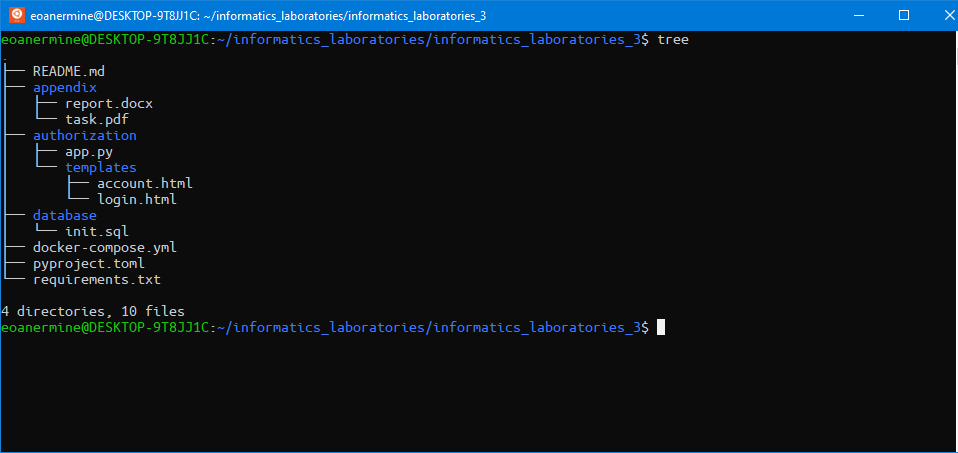 eoanermine@DESKTOP-9T8JJ1C: ~/informatics_laboratories/informatics_laboratories_3
eoanermine@DESKTOP-9T8JJ1C:~/informatics_laboratories/informatics_laboratories_3$ tree
.
├── README.md
├── appendix
│   ├── report.docx
│   └── task.pdf
├── authorization
│   ├── app.py
│   └── templates
│       ├── account.html
│       └── login.html
├── database
│   └── init.sql
├── docker-compose.yml
├── pyproject.toml
└── requirements.txt
4 directories, 10 files
eoanermine@DESKTOP-9T8JJ1C:~/informatics_laboratories/informatics_laboratories_3$